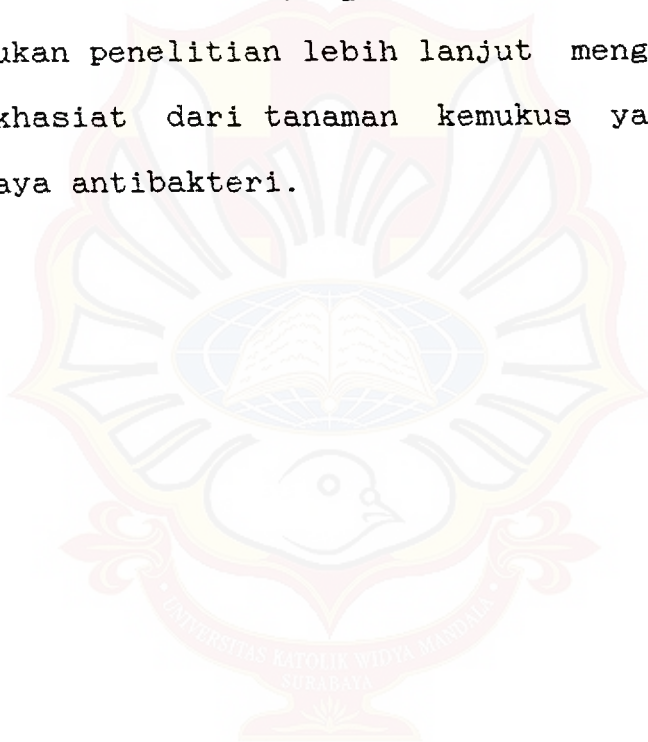 ukan penelitian lebih lanjut meng
khasiat dari tanaman kemukus ya
aya antibakteri.
UNIVERSITAS KATOLIK WIDYA MANDALA
SURABAYA